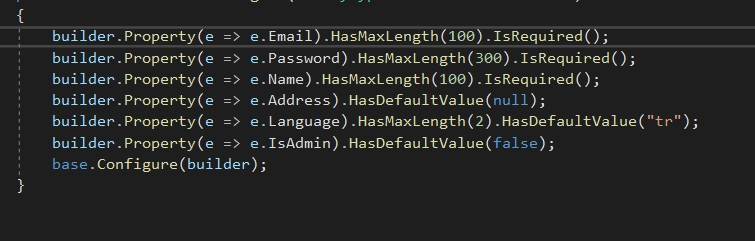 {
builder.Property(e => e.Email).HasMaxLength(100).IsRequired();
builder.Property(e => e.Password).HasMaxLength(300).IsRequired();
builder.Property(e => e.Name).HasMaxLength(100).IsRequired();
builder.Property(e => e.Address).HasDefaultValue(null);
builder.Property(e => e.Language).HasMaxLength(2).HasDefaultValue("tr");
builder.Property(e => e.IsAdmin).HasDefaultValue(false);
base.Configure(builder);
}